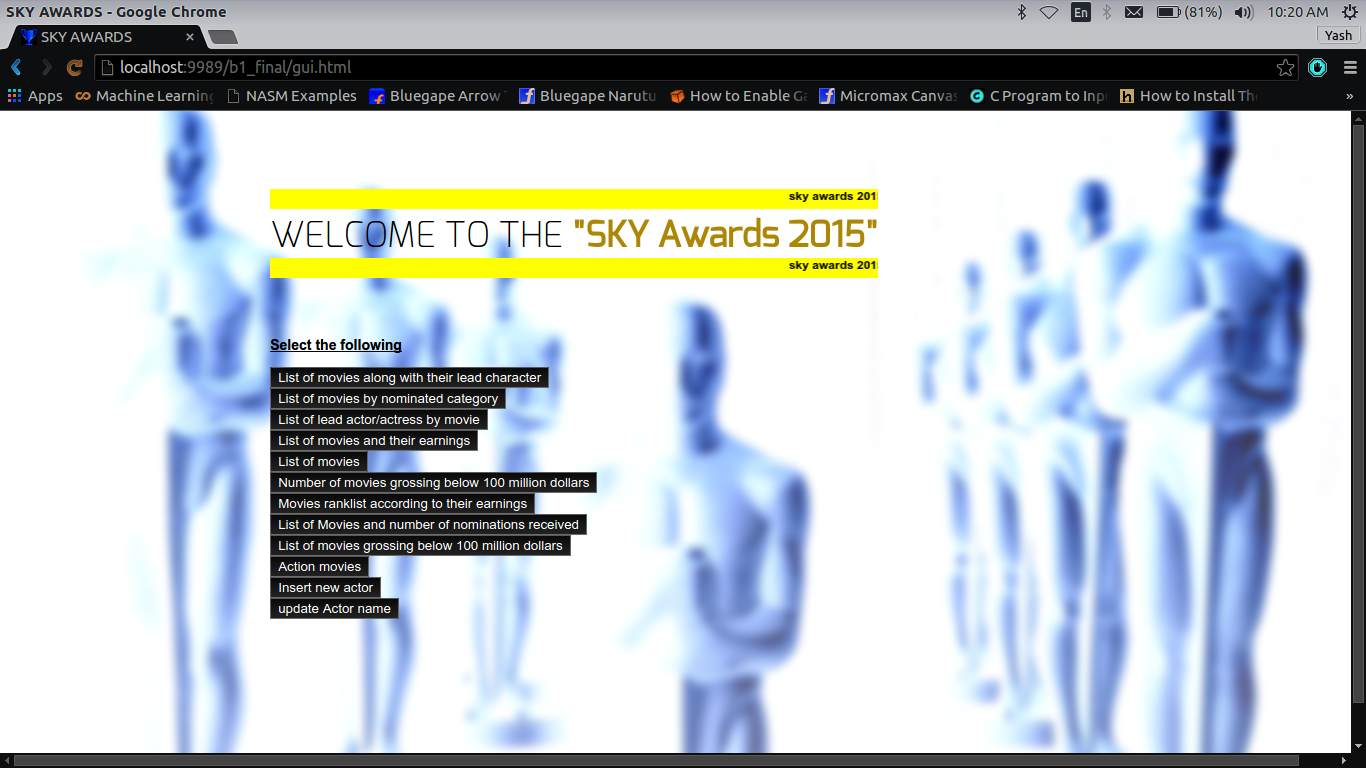 SKY AWARDS - Google Chrome
En
(81%)
10:20 AM
SKY AWARDS
Yash
localhost:9989/b1_final/gui.html
Apps
Machine Learning
NASM Examples
Bluegape Arrow
Bluegape Narutu
How to Enable Ga
Micromax Canvas
C Program to Inpu
How to Install The
»
sky awards 201
WELCOME TO THE "SKY Awards 2015"
sky awards 201
Select the following
List of movies along with their lead character
List of movies by nominated category
List of lead actor/actress by movie
List of movies and their earnings
List of movies
Number of movies grossing below 100 million dollars
Movies ranklist according to their earnings
List of Movies and number of nominations received
List of movies grossing below 100 million dollars
Action movies
Insert new actor
update Actor name